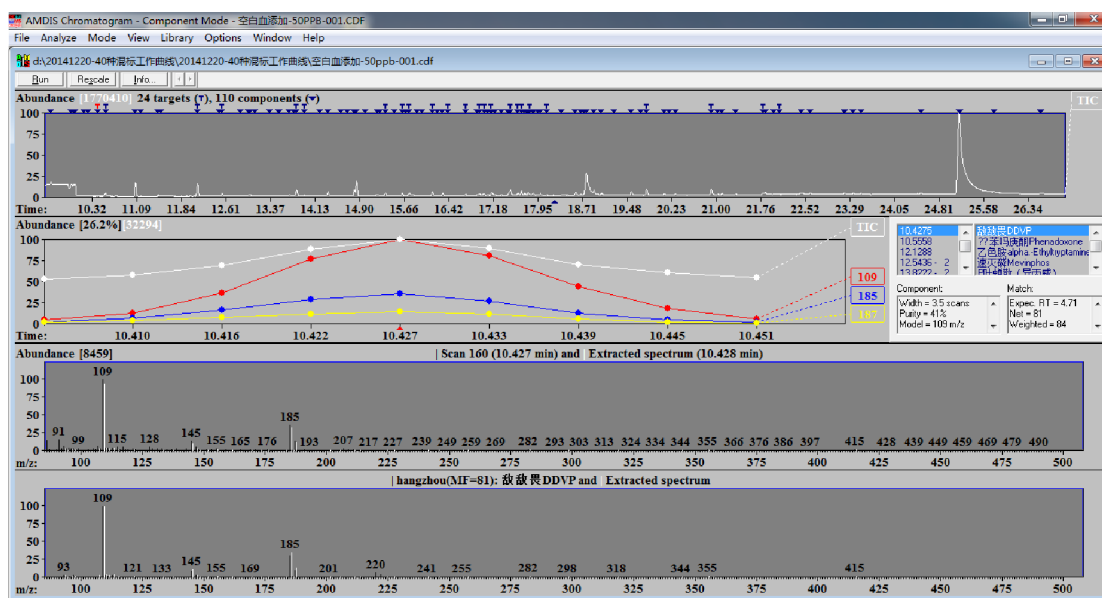 AMDIS Chromatogram - Component Mode - 空白血添加-50PPB-001.CDF
File Analyze Mode View Library Options Window Help
d:\20141220-40种混标工作曲线\20141220-40种混标工作曲线\空白血添加-50ppb-001.cdf
Run Rescale Info...
Abundance [1770410] 24 targets (T), 110 components (▾)
TIC
100
75
50
25
0
Time: 10.32 11.09 11.84 12.61 13.37 14.13 14.90 15.66 16.42 17.18 17.95 18.71 19.48 20.23 21.00 21.76 22.52 23.29 24.05 24.81 25.58 26.34
Abundance [26.2%] [32294]
TIC
100
75
50
25
0
109
185
187
Time: 10.410 10.416 10.422 10.427 10.433 10.439 10.445 10.451
10.4275 敌敌畏DDVP
10.5558 ??苯吗庚酮Phenadoxone
12.1288 乙色胺alpha-Ethyltryptamine
12.5436 - 2 速灭磷Mevinphos
13.8222 - 2
Component: Match:
Width = 3.5 scans Expec. RT = 4.71
Purity = 41% Net = 81
Model = 109 m/z Weighted = 84
Abundance [8459] | Scan 160 (10.427 min) and | Extracted spectrum (10.428 min)
100
75
50
25
0
91 99 109 115 128 145 155 165 176 185 193 207 217 227 239 249 259 269 282 293 303 313 324 334 344 355 366 376 386 397 415 428 439 449 459 469 479 490
m/z: 100 125 150 175 200 225 250 275 300 325 350 375 400 425 450 475 500
| hangzhou(MF=81): 敌敌畏DDVP and | Extracted spectrum
100
75
50
25
0
93 109 121 133 145 155 169 185 201 220 241 255 282 298 318 344 355 415
m/z: 100 125 150 175 200 225 250 275 300 325 350 375 400 425 450 475 500